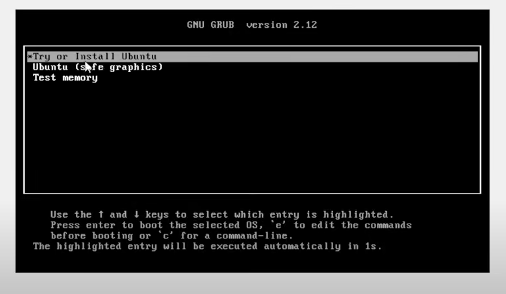 GNU GRUB version 2.12
*Try or Install Ubuntu
Ubuntu (safe graphics)
Test memory
Use the ↑ and ↓ keys to select which entry is highlighted.
Press enter to boot the selected OS, `e' to edit the commands
before booting or `c' for a command-line.
The highlighted entry will be executed automatically in 1s.